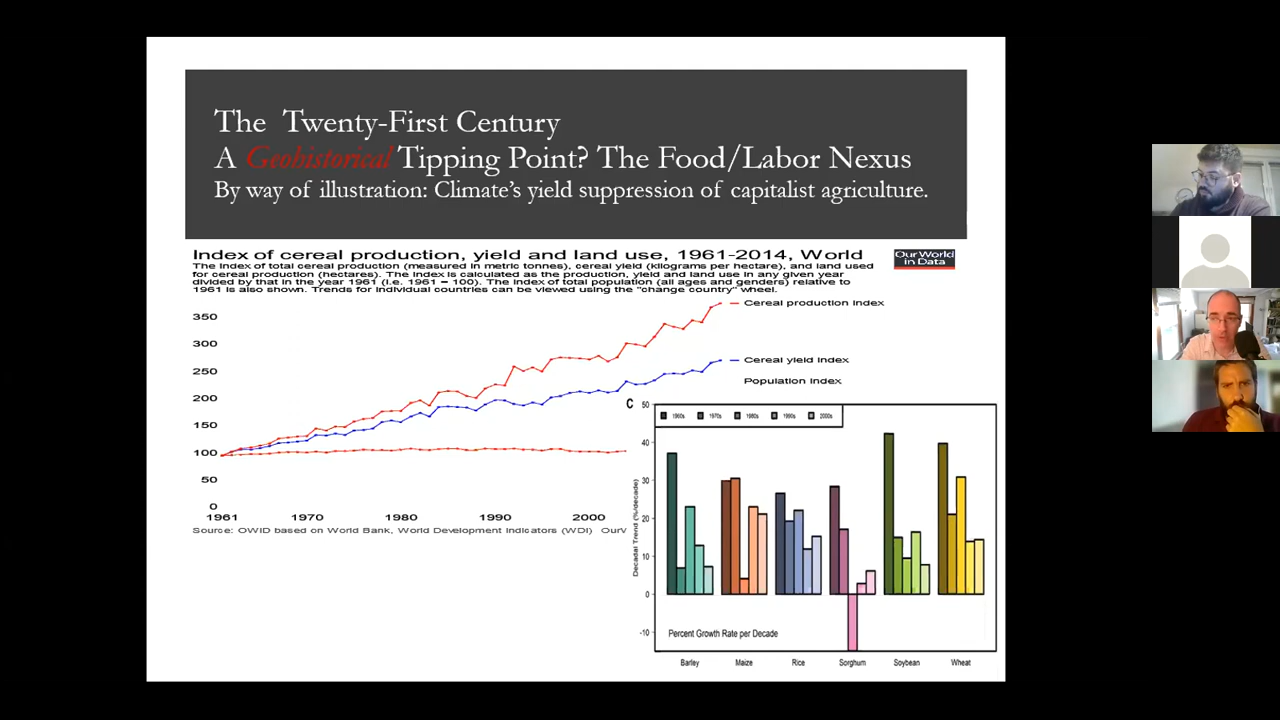 The Twenty-First Century
A Geohistorical Tipping Point? The Food/Labor Nexus
By way of illustration: Climate's yield suppression of capitalist agriculture.
Index of cereal production, yield and land use, 1961-2014, World
Our World
in Data
The index of total cereal production (measured in metric tonnes), cereal yield (kilograms per hectare), and land used
for cereal production (hectares). The index is calculated as the production, yield and land use in any given year
divided by that in the year 1961 (i.e. 1961 = 100). The index of total population (all ages and genders) relative to
1961 is also shown. Trends for individual countries can be viewed using the "change country" wheel.
Cereal production index
350
300
Cereal yield index
Population index
250
200
150
100
50
0
1961 1970 1980 1990 2000
Source: OWID based on World Bank, World Development Indicators (WDI) OurV
C
1960s 1970s 1980s 1990s 2000s
50
40
30
20
10
0
-10
Decadal Trend (%/decade)
Percent Growth Rate per Decade
Barley Maize Rice Sorghum Soybean Wheat